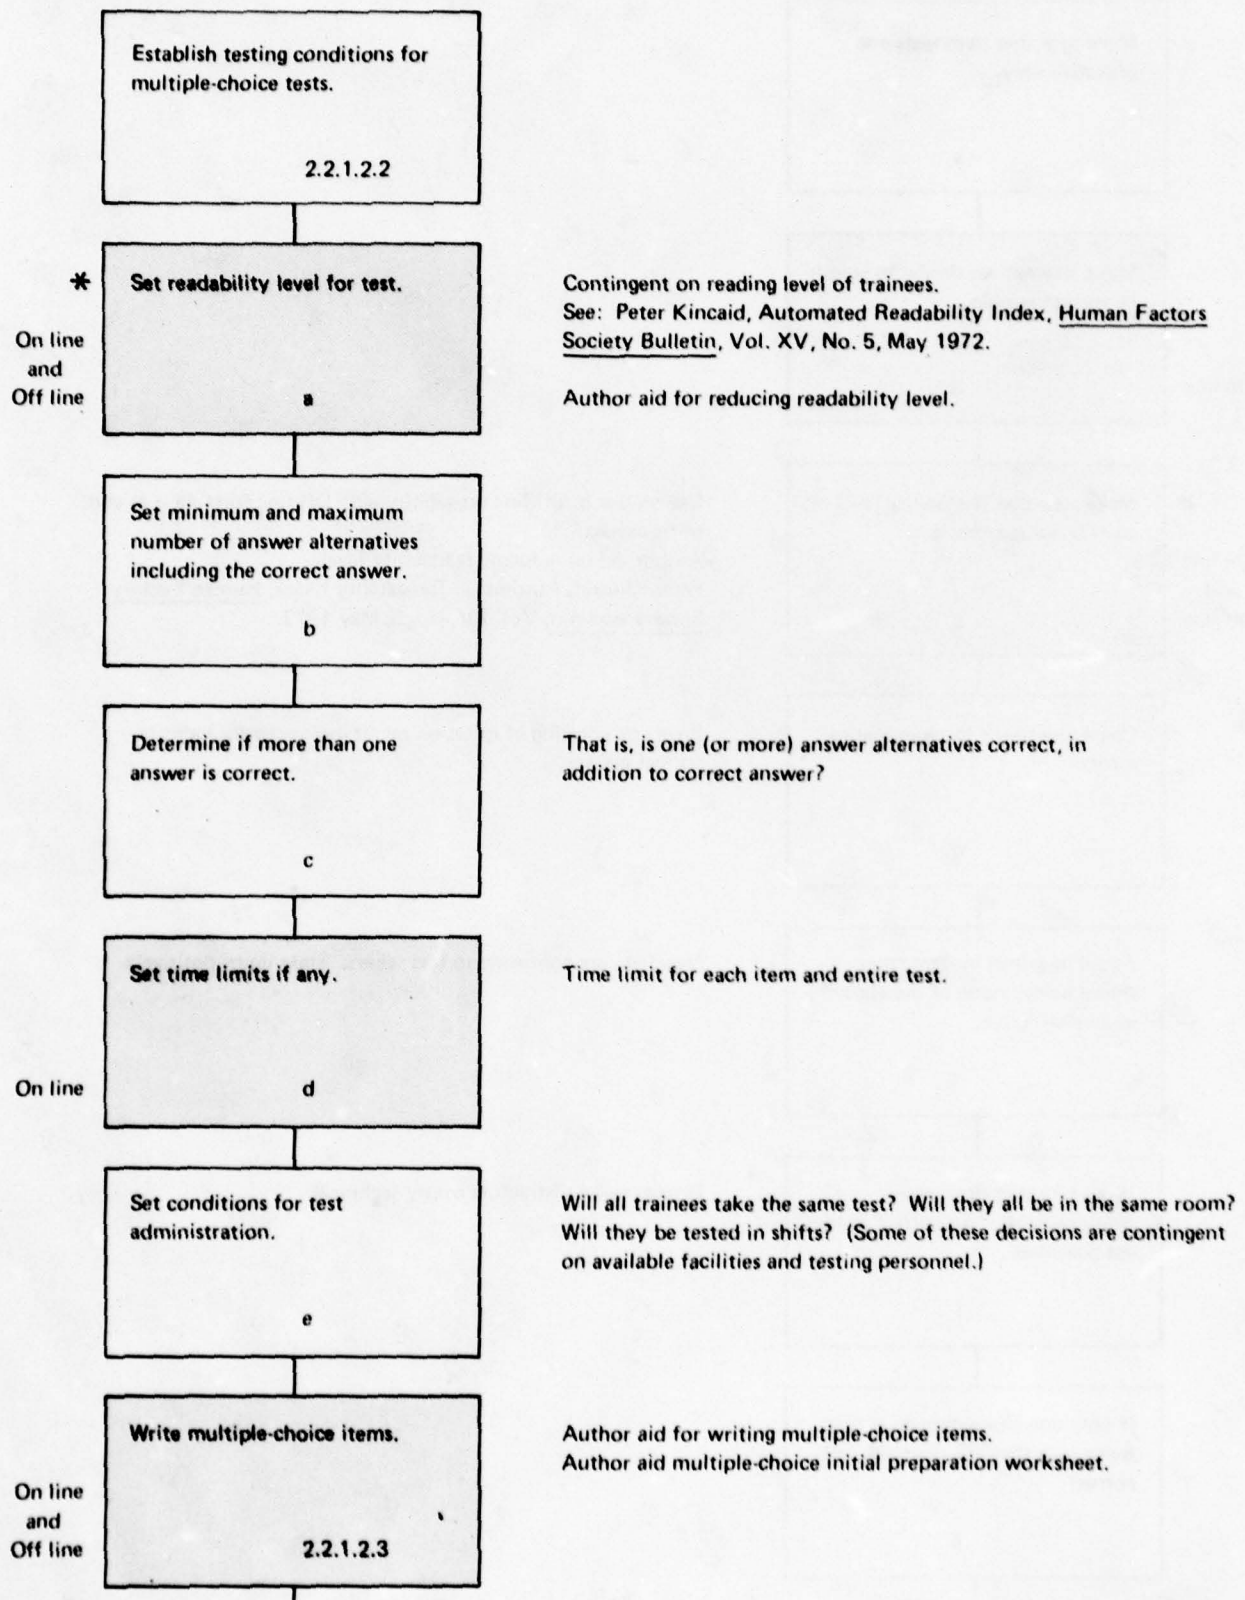 Establish testing conditions for
multiple-choice tests.
2.2.1.2.2
*
Set readability level for test.
On line
and
Off line
a
Contingent on reading level of trainees.
See: Peter Kincaid, Automated Readability Index, Human Factors
Society Bulletin, Vol. XV, No. 5, May 1972.
Author aid for reducing readability level.
Set minimum and maximum
number of answer alternatives
including the correct answer.
b
Determine if more than one
answer is correct.
c
That is, is one (or more) answer alternatives correct, in
addition to correct answer?
Set time limits if any.
On line
d
Time limit for each item and entire test.
Set conditions for test
administration.
e
Will all trainees take the same test? Will they all be in the same room?
Will they be tested in shifts? (Some of these decisions are contingent
on available facilities and testing personnel.)
Write multiple-choice items.
On line
and
Off line
2.2.1.2.3
Author aid for writing multiple-choice items.
Author aid multiple-choice initial preparation worksheet.